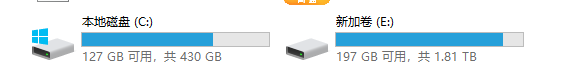 本地磁盘 (C:)
127 GB 可用，共 430 GB
新加卷 (E:)
197 GB 可用，共 1.81 TB